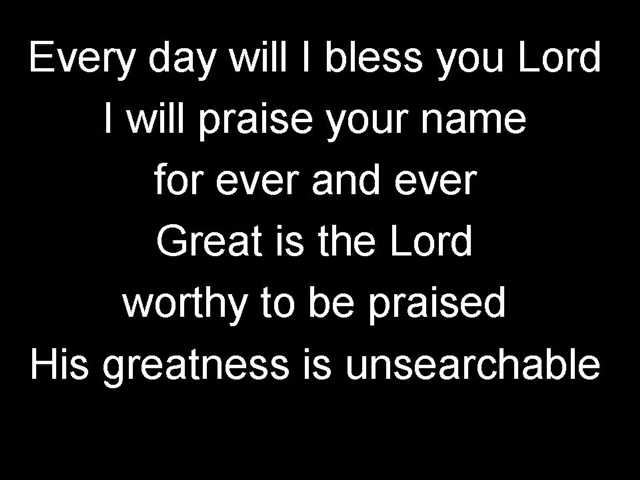 Every day will I bless you Lord
I will praise your name
for ever and ever
Great is the Lord
worthy to be praised
His greatness is unsearchable